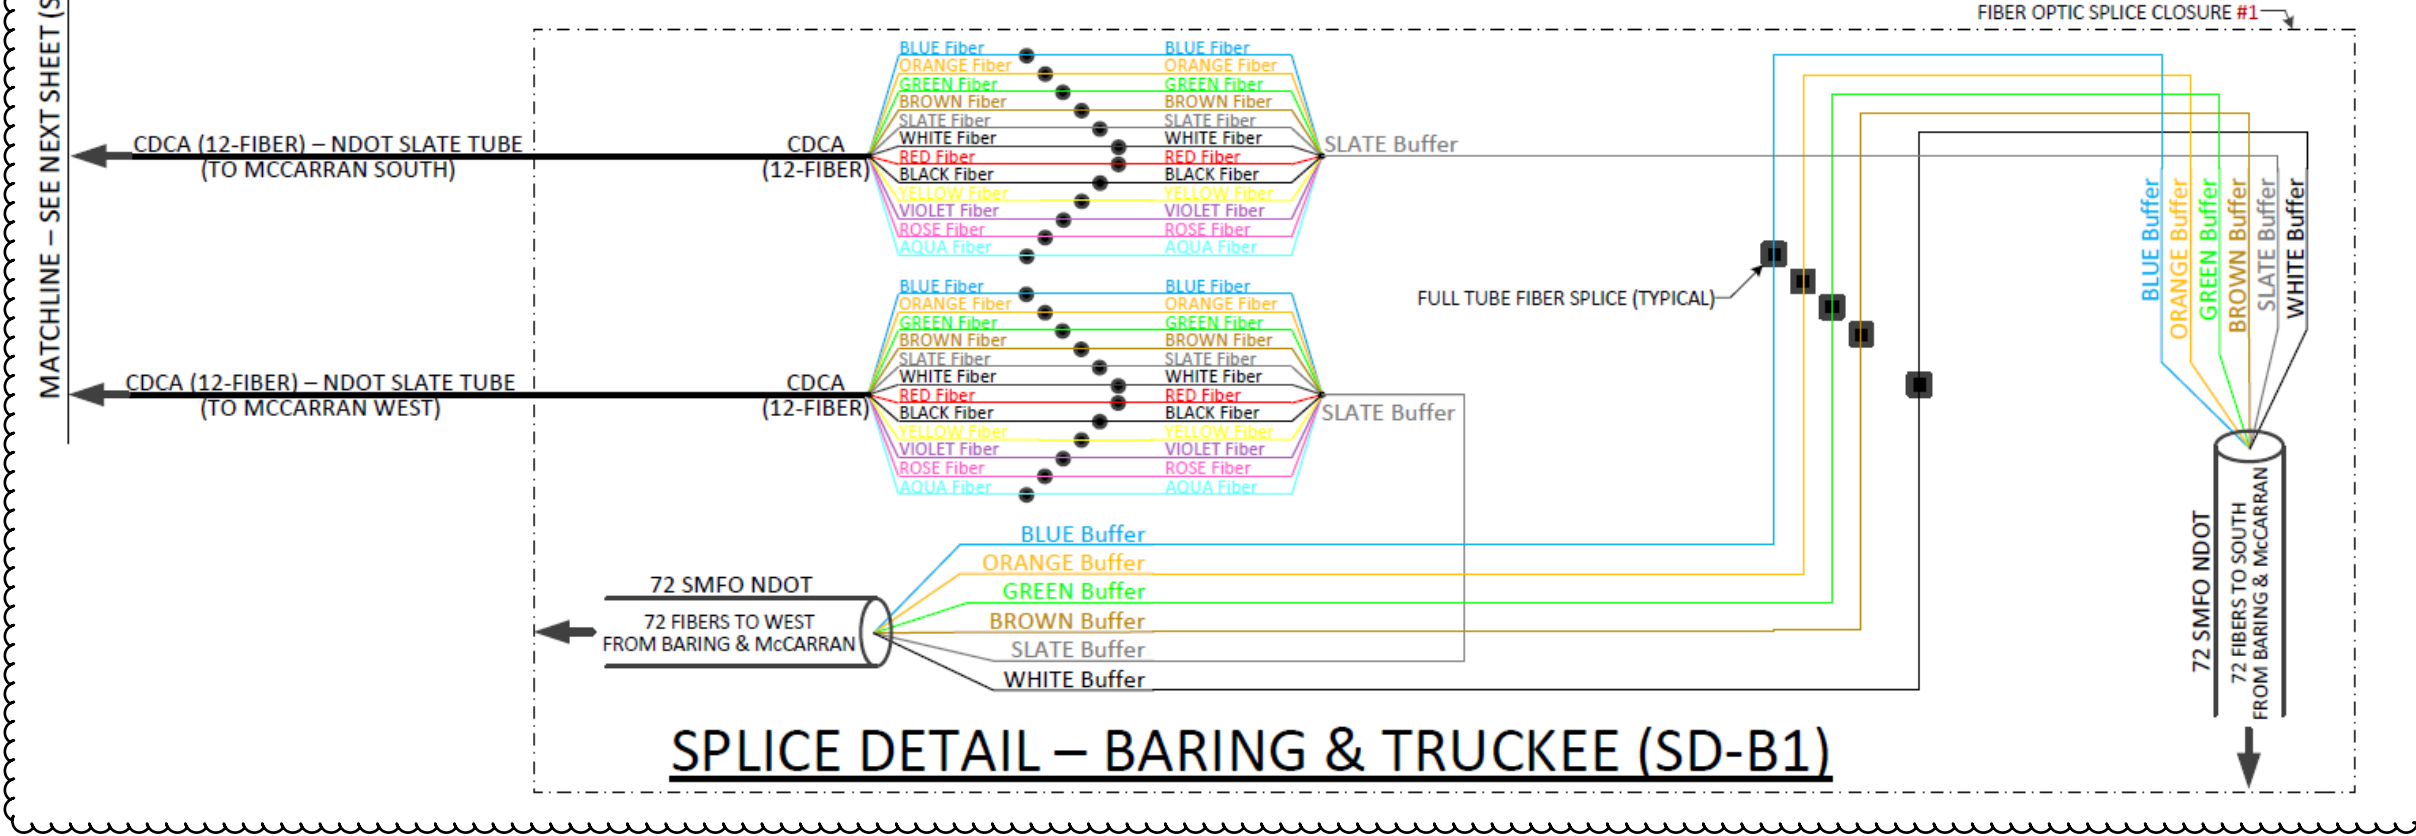 FIBER OPTIC SPLICE CLOSURE #1
MATCHLINE – SEE NEXT SHEET (S
CDCA (12-FIBER) – NDOT SLATE TUBE
(TO MCCARRAN SOUTH)
CDCA
(12-FIBER)
BLUE Fiber
ORANGE Fiber
GREEN Fiber
BROWN Fiber
SLATE Fiber
WHITE Fiber
RED Fiber
BLACK Fiber
YELLOW Fiber
VIOLET Fiber
ROSE Fiber
AQUA Fiber
BLUE Fiber
ORANGE Fiber
GREEN Fiber
BROWN Fiber
SLATE Fiber
WHITE Fiber
RED Fiber
BLACK Fiber
YELLOW Fiber
VIOLET Fiber
ROSE Fiber
AQUA Fiber
SLATE Buffer
CDCA (12-FIBER) – NDOT SLATE TUBE
(TO MCCARRAN WEST)
CDCA
(12-FIBER)
BLUE Fiber
ORANGE Fiber
GREEN Fiber
BROWN Fiber
SLATE Fiber
WHITE Fiber
RED Fiber
BLACK Fiber
YELLOW Fiber
VIOLET Fiber
ROSE Fiber
AQUA Fiber
BLUE Fiber
ORANGE Fiber
GREEN Fiber
BROWN Fiber
SLATE Fiber
WHITE Fiber
RED Fiber
BLACK Fiber
YELLOW Fiber
VIOLET Fiber
ROSE Fiber
AQUA Fiber
SLATE Buffer
FULL TUBE FIBER SPLICE (TYPICAL)
BLUE Buffer
ORANGE Buffer
GREEN Buffer
BROWN Buffer
SLATE Buffer
WHITE Buffer
72 SMFO NDOT
72 FIBERS TO WEST
FROM BARING & McCARRAN
BLUE Buffer
ORANGE Buffer
GREEN Buffer
BROWN Buffer
SLATE Buffer
WHITE Buffer
72 SMFO NDOT
72 FIBERS TO SOUTH
FROM BARING & McCARRAN
SPLICE DETAIL – BARING & TRUCKEE (SD-B1)